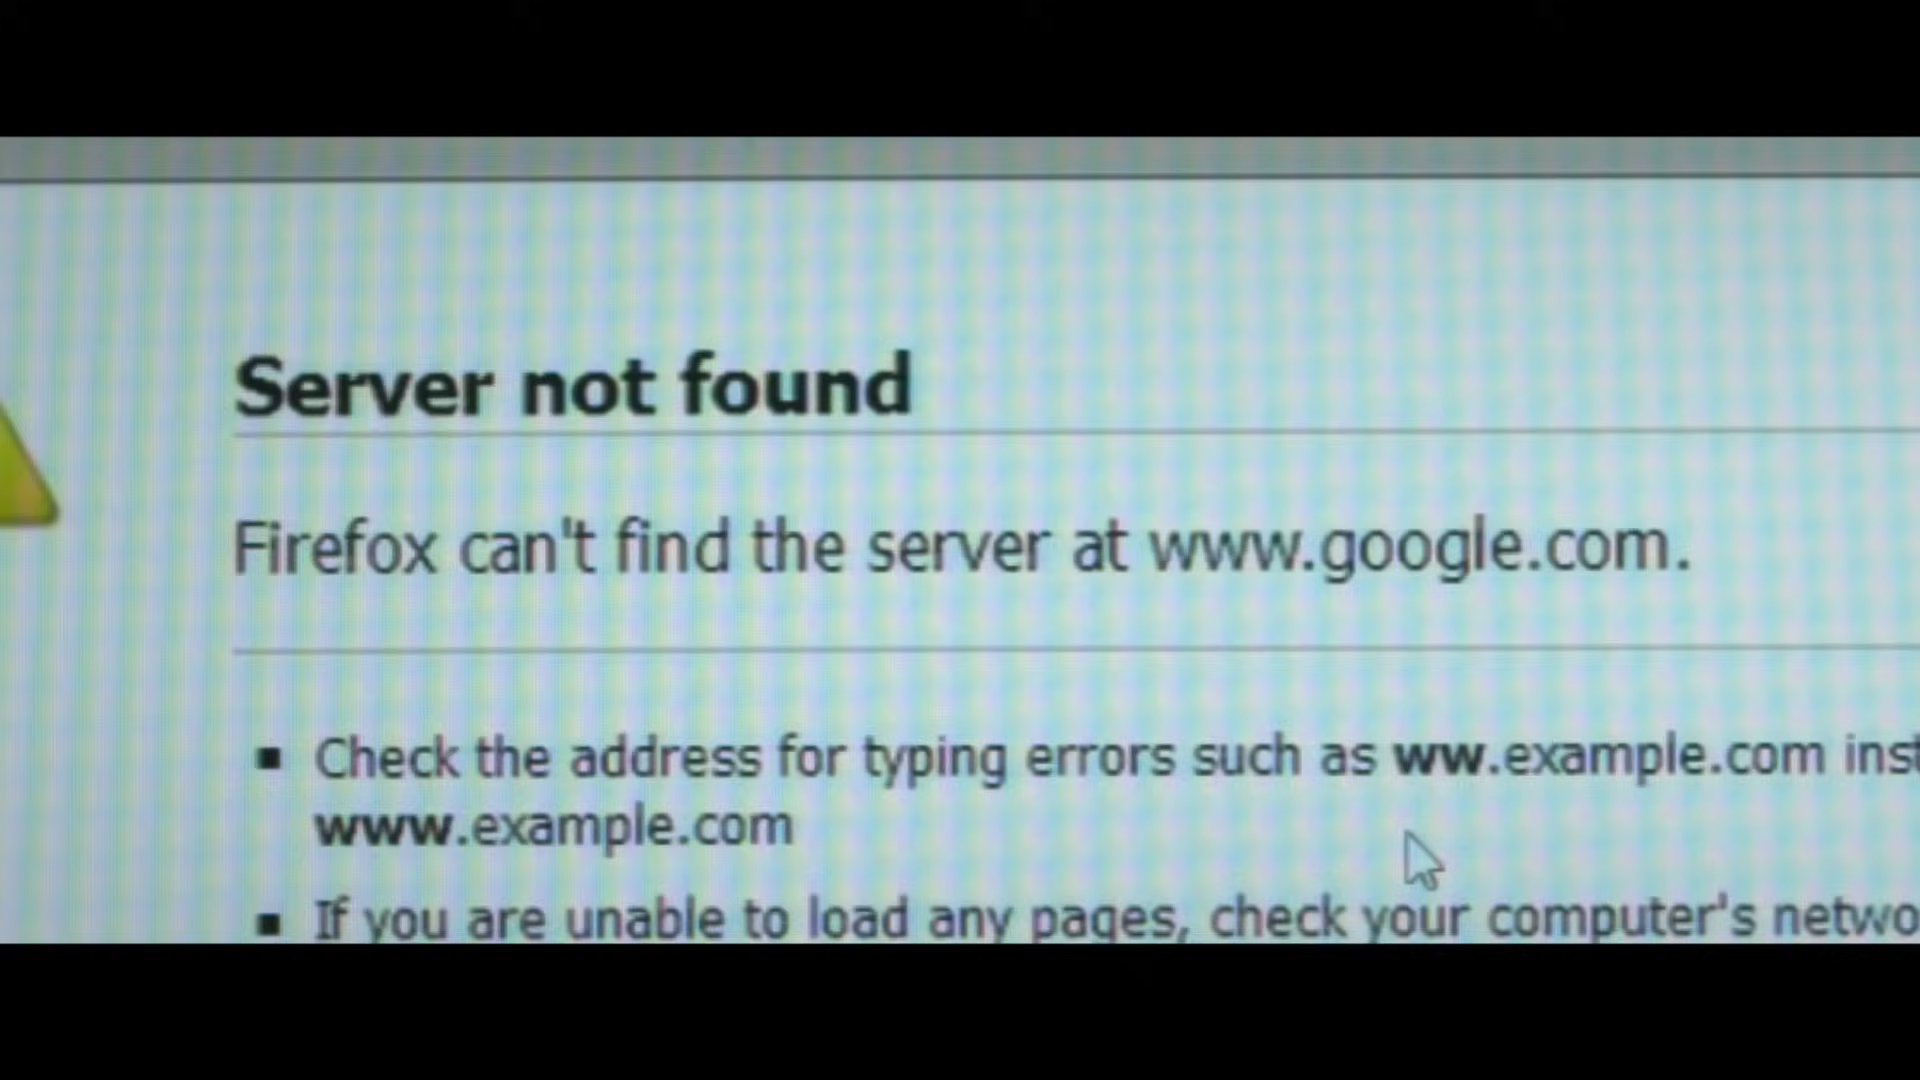 Server not found
Firefox can't find the server at www.google.com.
Check the address for typing errors such as ww.example.com
www.example.com
If you are unable to load any pages, check your computer's